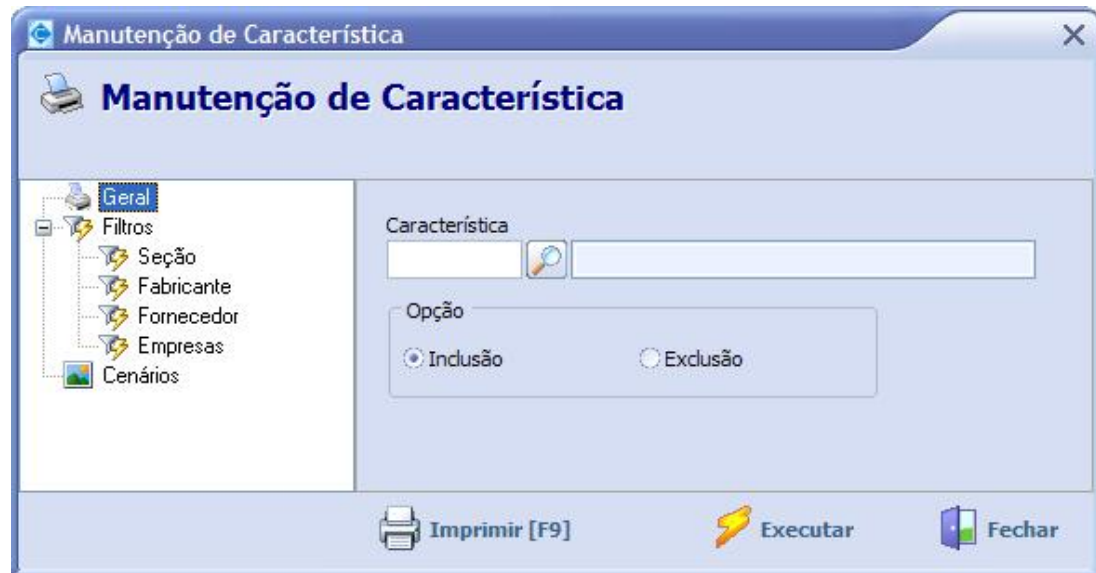 Manutenção de Característica
Manutenção de Característica
Geral
Filtros
Seção
Fabricante
Fornecedor
Empresas
Cenários
Característica
Opção
Inclusão Exclusão
Imprimir [F9] Executar Fechar